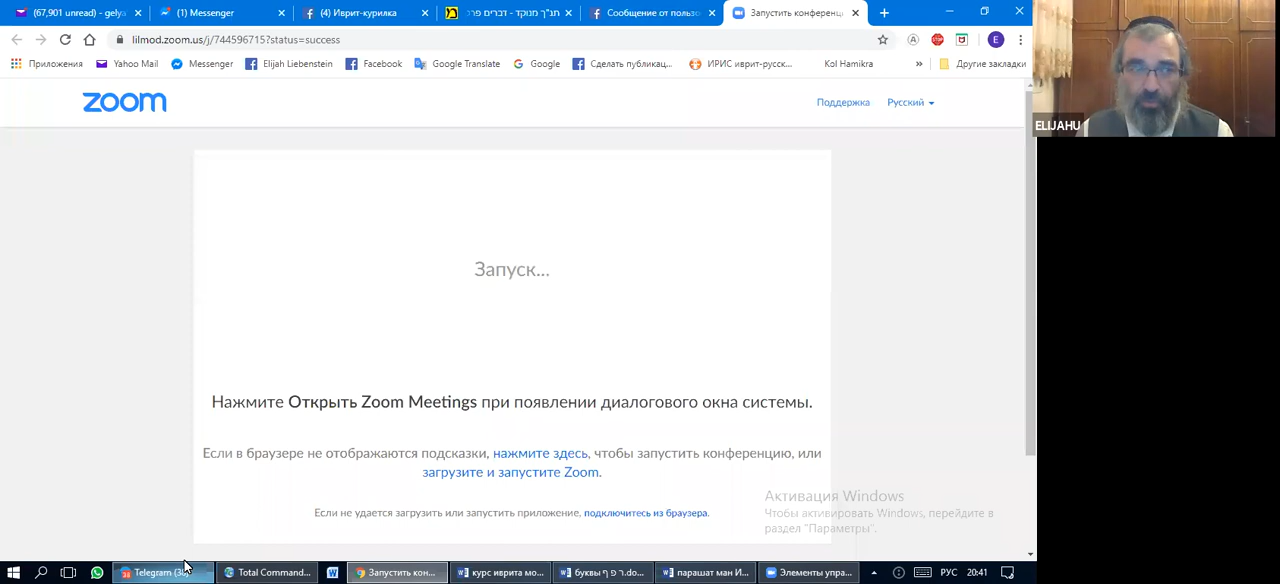 (67,901 unread) - gelya
(1) Messenger
(4) Иврит-курилка
תנ"ך מנוקד - דברים פרק
Сообщение от пользо
Запустить конференц
lilmod.zoom.us/j/744596715?status=success
Приложения
Yahoo Mail
Messenger
Elijah Liebenstein
Facebook
Google Translate
Google
Сделать публикац...
ИРИС иврит-русск...
Kol Hamikra
»
Другие закладки
zoom
Поддержка
Русский
ELIJAHU
Запуск...
Нажмите Открыть Zoom Meetings при появлении диалогового окна системы.
Если в браузере не отображаются подсказки, нажмите здесь, чтобы запустить конференцию, или
загрузите и запустите Zoom.
Если не удается загрузить или запустить приложение, подключитесь из браузера.
Активация Windows
Чтобы активировать Windows, перейдите в
раздел "Параметры".
Total Command...
Запустить кон...
курс иврита мо...
парашат ман И...
Элементы упра...
РУС
20:41